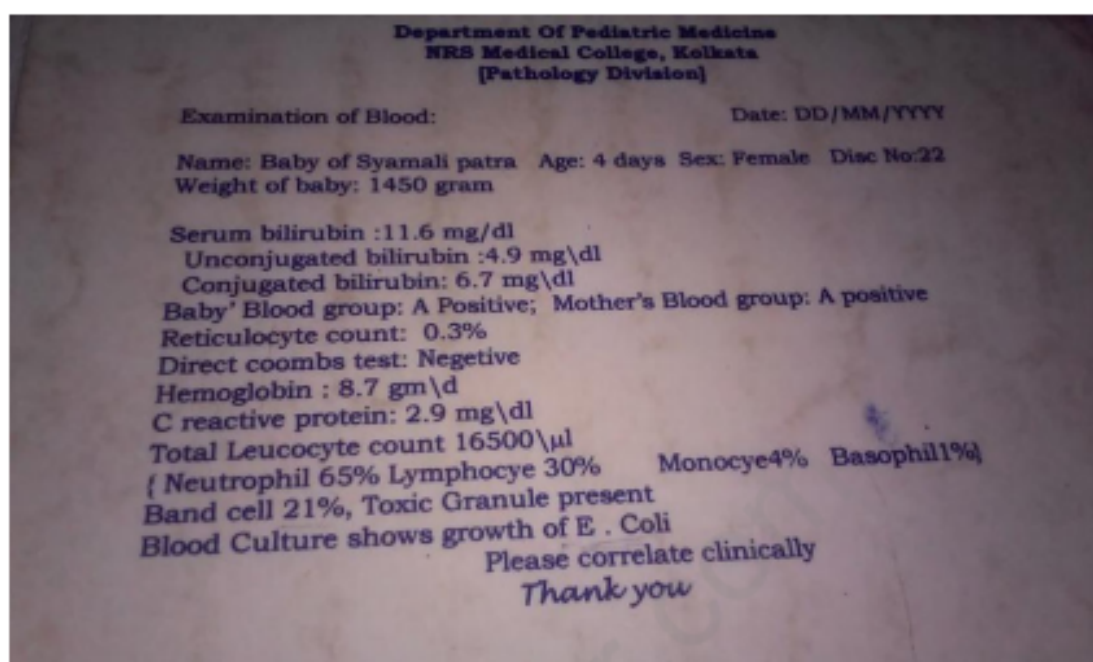 Department Of Pediatric Medicine
NRS Medical College, Kolkata
[Pathology Division]
Examination of Blood: Date: DD/MM/YYYY
Name: Baby of Syamali patra Age: 4 days Sex: Female Disc No:22
Weight of baby: 1450 gram
Serum bilirubin :11.6 mg/dl
Unconjugated bilirubin :4.9 mg\dl
Conjugated bilirubin: 6.7 mg\dl
Baby' Blood group: A Positive; Mother's Blood group: A positive
Reticulocyte count: 0.3%
Direct coombs test: Negetive
Hemoglobin : 8.7 gm\d
C reactive protein: 2.9 mg\dl
Total Leucocyte count 16500\μl
{ Neutrophil 65% Lymphocye 30% Monocye4% Basophil1%}
Band cell 21%, Toxic Granule present
Blood Culture shows growth of E . Coli
Please correlate clinically
Thank you